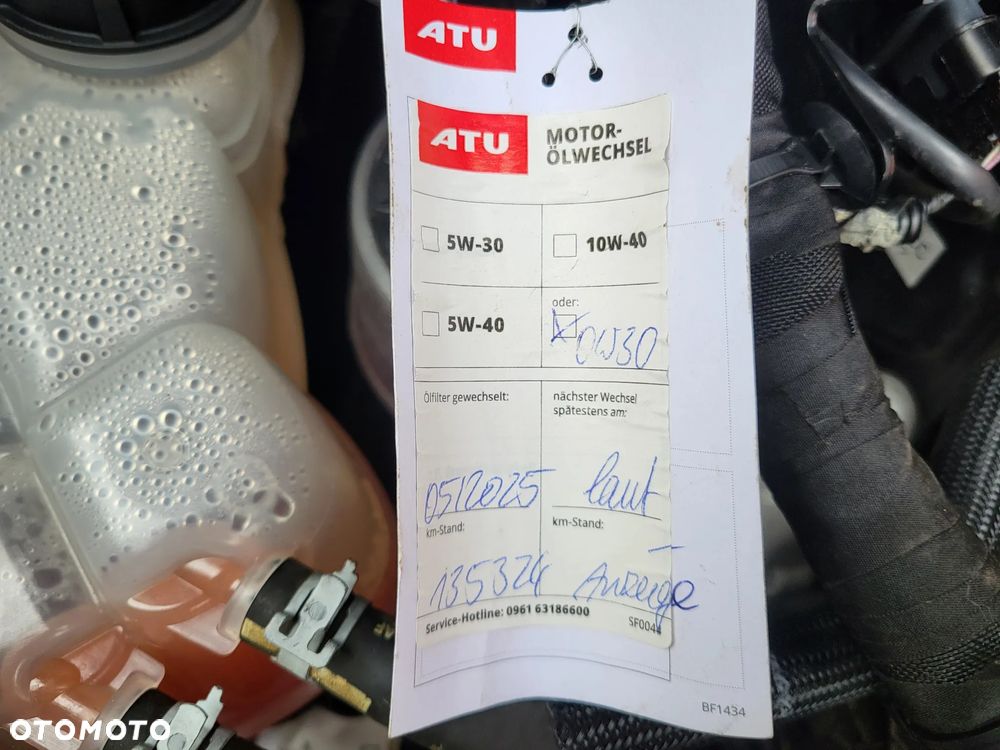 ATU
ATU
MOTOR-
ÖLWECHSEL
5W-30
10W-40
5W-40
oder:
0W30
Ölfilter gewechselt:
nächster Wechsel
spätestens am:
05/2025
laut
km-Stand:
km-Stand:
135324
Anzeige
Service-Hotline: 0961 63186600
SF0044
BF1434
OTOMOTO